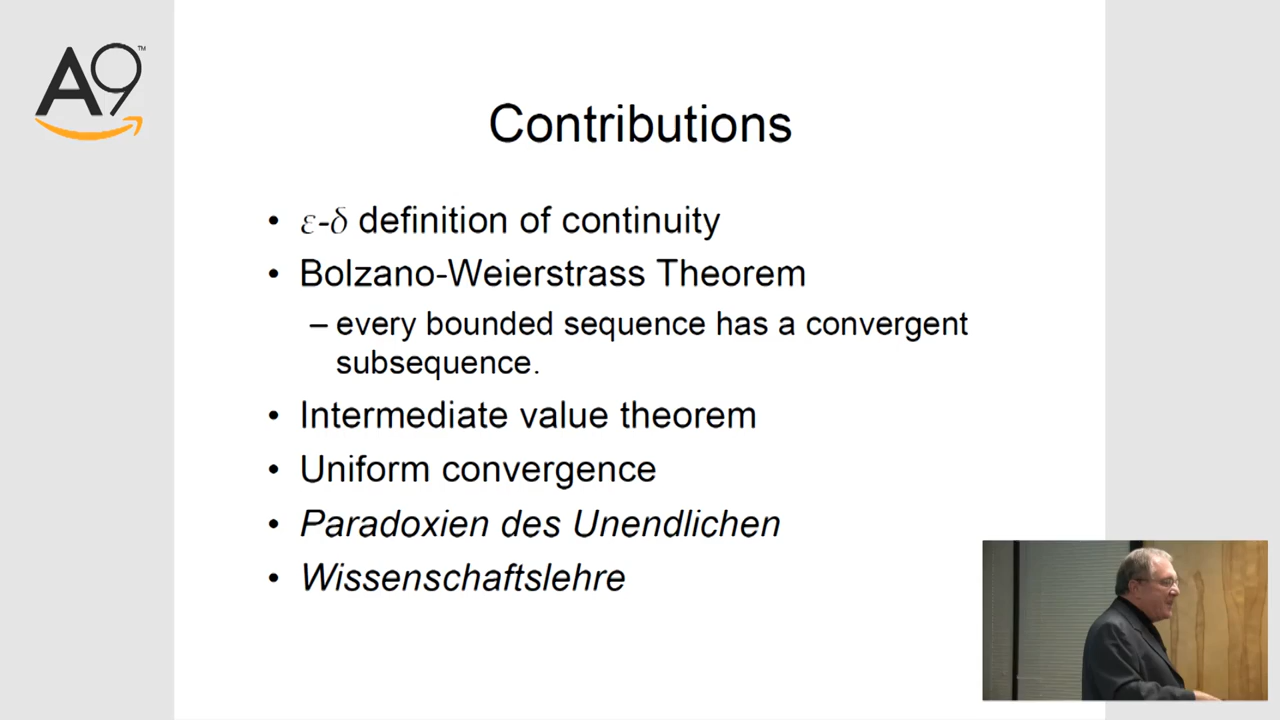 A9™
Contributions
• ε-δ definition of continuity
• Bolzano-Weierstrass Theorem
– every bounded sequence has a convergent
subsequence.
• Intermediate value theorem
• Uniform convergence
• Paradoxien des Unendlichen
• Wissenschaftslehre